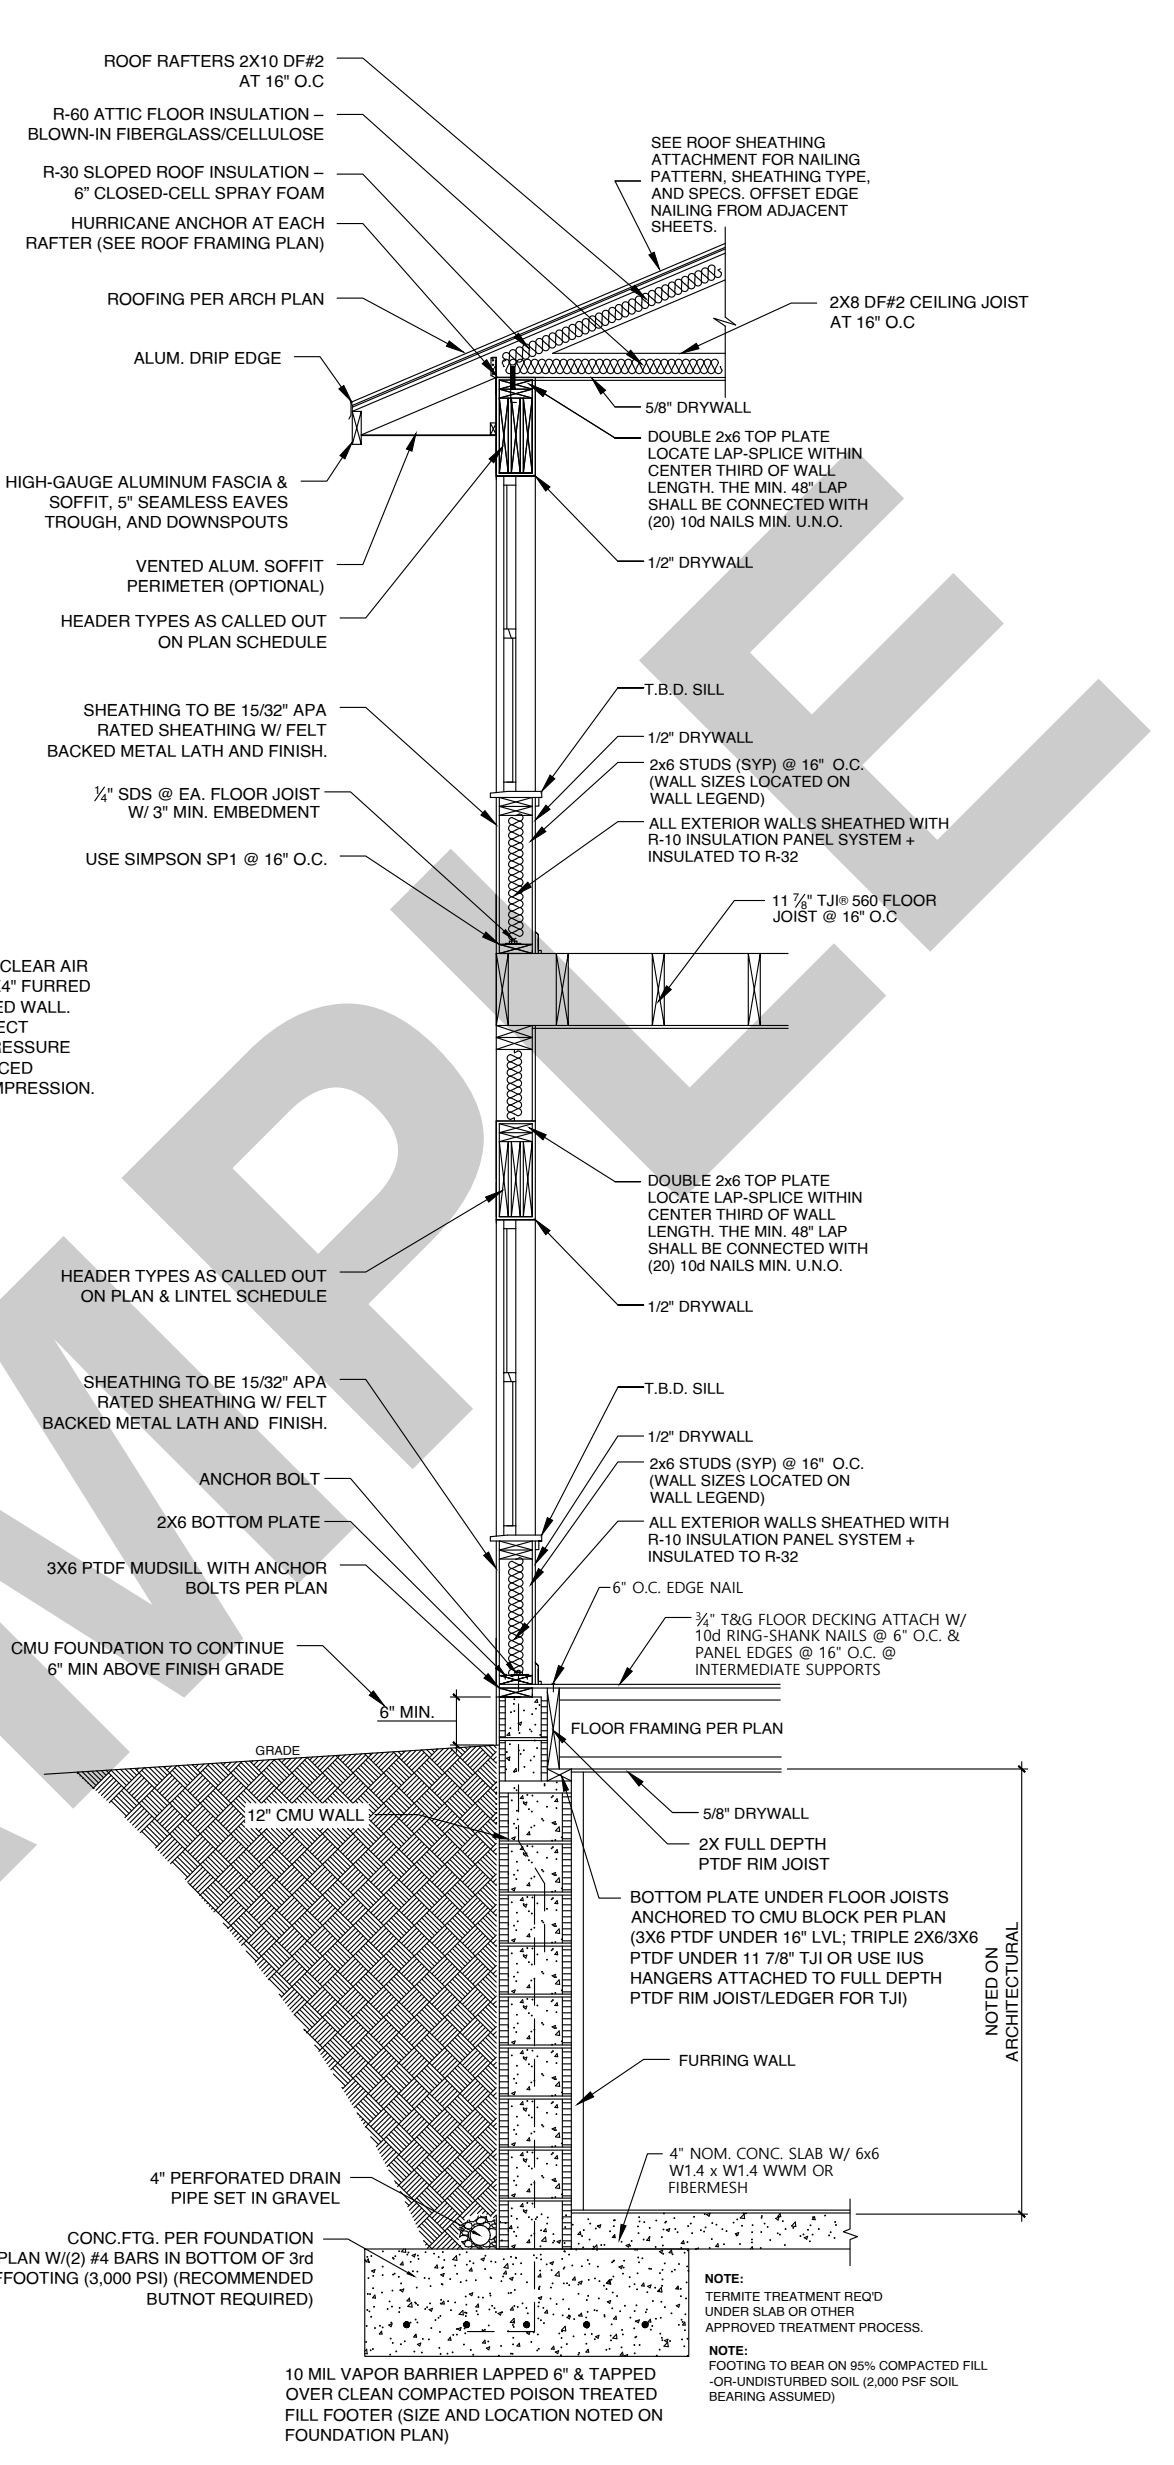 ROOF RAFTERS 2X10 DF#2
AT 16" O.C
R-60 ATTIC FLOOR INSULATION –
BLOWN-IN FIBERGLASS/CELLULOSE
R-30 SLOPED ROOF INSULATION –
6” CLOSED-CELL SPRAY FOAM
HURRICANE ANCHOR AT EACH
RAFTER (SEE ROOF FRAMING PLAN)
ROOFING PER ARCH PLAN
ALUM. DRIP EDGE
HIGH-GAUGE ALUMINUM FASCIA &
SOFFIT, 5" SEAMLESS EAVES
TROUGH, AND DOWNSPOUTS
VENTED ALUM. SOFFIT
PERIMETER (OPTIONAL)
HEADER TYPES AS CALLED OUT
ON PLAN SCHEDULE
SEE ROOF SHEATHING
ATTACHMENT FOR NAILING
PATTERN, SHEATHING TYPE,
AND SPECS. OFFSET EDGE
NAILING FROM ADJACENT
SHEETS.
2X8 DF#2 CEILING JOIST
AT 16" O.C
5/8" DRYWALL
DOUBLE 2x6 TOP PLATE
LOCATE LAP-SPLICE WITHIN
CENTER THIRD OF WALL
LENGTH. THE MIN. 48" LAP
SHALL BE CONNECTED WITH
(20) 10d NAILS MIN. U.N.O.
1/2" DRYWALL
SHEATHING TO BE 15/32" APA
RATED SHEATHING W/ FELT
BACKED METAL LATH AND FINISH.
¼" SDS @ EA. FLOOR JOIST
W/ 3" MIN. EMBEDMENT
USE SIMPSON SP1 @ 16" O.C.
T.B.D. SILL
1/2" DRYWALL
2x6 STUDS (SYP) @ 16" O.C.
(WALL SIZES LOCATED ON
WALL LEGEND)
ALL EXTERIOR WALLS SHEATHED WITH
R-10 INSULATION PANEL SYSTEM +
INSULATED TO R-32
11 ⅞" TJI® 560 FLOOR
JOIST @ 16" O.C
CLEAR AIR
4" FURRED
ED WALL.
ECT
RESSURE
CED
MPRESSION.
DOUBLE 2x6 TOP PLATE
LOCATE LAP-SPLICE WITHIN
CENTER THIRD OF WALL
LENGTH. THE MIN. 48" LAP
SHALL BE CONNECTED WITH
(20) 10d NAILS MIN. U.N.O.
HEADER TYPES AS CALLED OUT
ON PLAN & LINTEL SCHEDULE
1/2" DRYWALL
SHEATHING TO BE 15/32" APA
RATED SHEATHING W/ FELT
BACKED METAL LATH AND FINISH.
ANCHOR BOLT
2X6 BOTTOM PLATE
3X6 PTDF MUDSILL WITH ANCHOR
BOLTS PER PLAN
CMU FOUNDATION TO CONTINUE
6" MIN ABOVE FINISH GRADE
6" MIN.
GRADE
T.B.D. SILL
1/2" DRYWALL
2x6 STUDS (SYP) @ 16" O.C.
(WALL SIZES LOCATED ON
WALL LEGEND)
ALL EXTERIOR WALLS SHEATHED WITH
R-10 INSULATION PANEL SYSTEM +
INSULATED TO R-32
6" O.C. EDGE NAIL
¾" T&G FLOOR DECKING ATTACH W/
10d RING-SHANK NAILS @ 6" O.C. &
PANEL EDGES @ 16" O.C. @
INTERMEDIATE SUPPORTS
FLOOR FRAMING PER PLAN
12" CMU WALL
5/8" DRYWALL
2X FULL DEPTH
PTDF RIM JOIST
BOTTOM PLATE UNDER FLOOR JOISTS
ANCHORED TO CMU BLOCK PER PLAN
(3X6 PTDF UNDER 16" LVL; TRIPLE 2X6/3X6
PTDF UNDER 11 7/8" TJI OR USE IUS
HANGERS ATTACHED TO FULL DEPTH
PTDF RIM JOIST/LEDGER FOR TJI)
NOTED ON
ARCHITECTURAL
FURRING WALL
4" NOM. CONC. SLAB W/ 6x6
W1.4 x W1.4 WWM OR
FIBERMESH
4" PERFORATED DRAIN
PIPE SET IN GRAVEL
CONC.FTG. PER FOUNDATION
PLAN W/(2) #4 BARS IN BOTTOM OF 3rd
FFOOTING (3,000 PSI) (RECOMMENDED
BUTNOT REQUIRED)
NOTE:
TERMITE TREATMENT REQ'D
UNDER SLAB OR OTHER
APPROVED TREATMENT PROCESS.
NOTE:
FOOTING TO BEAR ON 95% COMPACTED FILL
-OR-UNDISTURBED SOIL (2,000 PSF SOIL
BEARING ASSUMED)
10 MIL VAPOR BARRIER LAPPED 6" & TAPPED
OVER CLEAN COMPACTED POISON TREATED
FILL FOOTER (SIZE AND LOCATION NOTED ON
FOUNDATION PLAN)
AMPLE